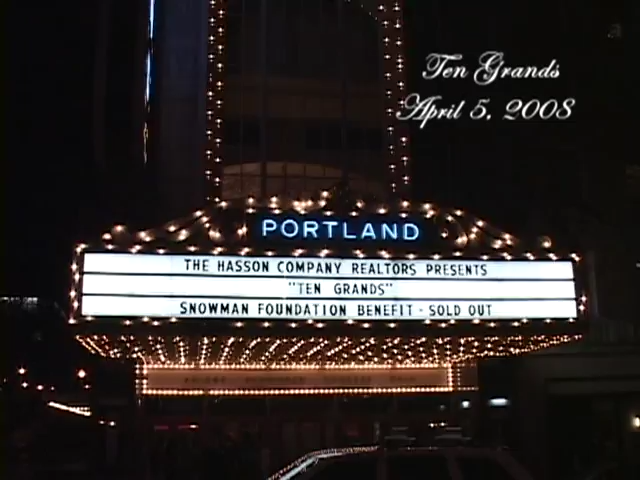 Ten Grands
April 5, 2008
PORTLAND
THE HASSON COMPANY REALTORS PRESENTS
"TEN GRANDS"
SNOWMAN FOUNDATION BENEFIT - SOLD OUT